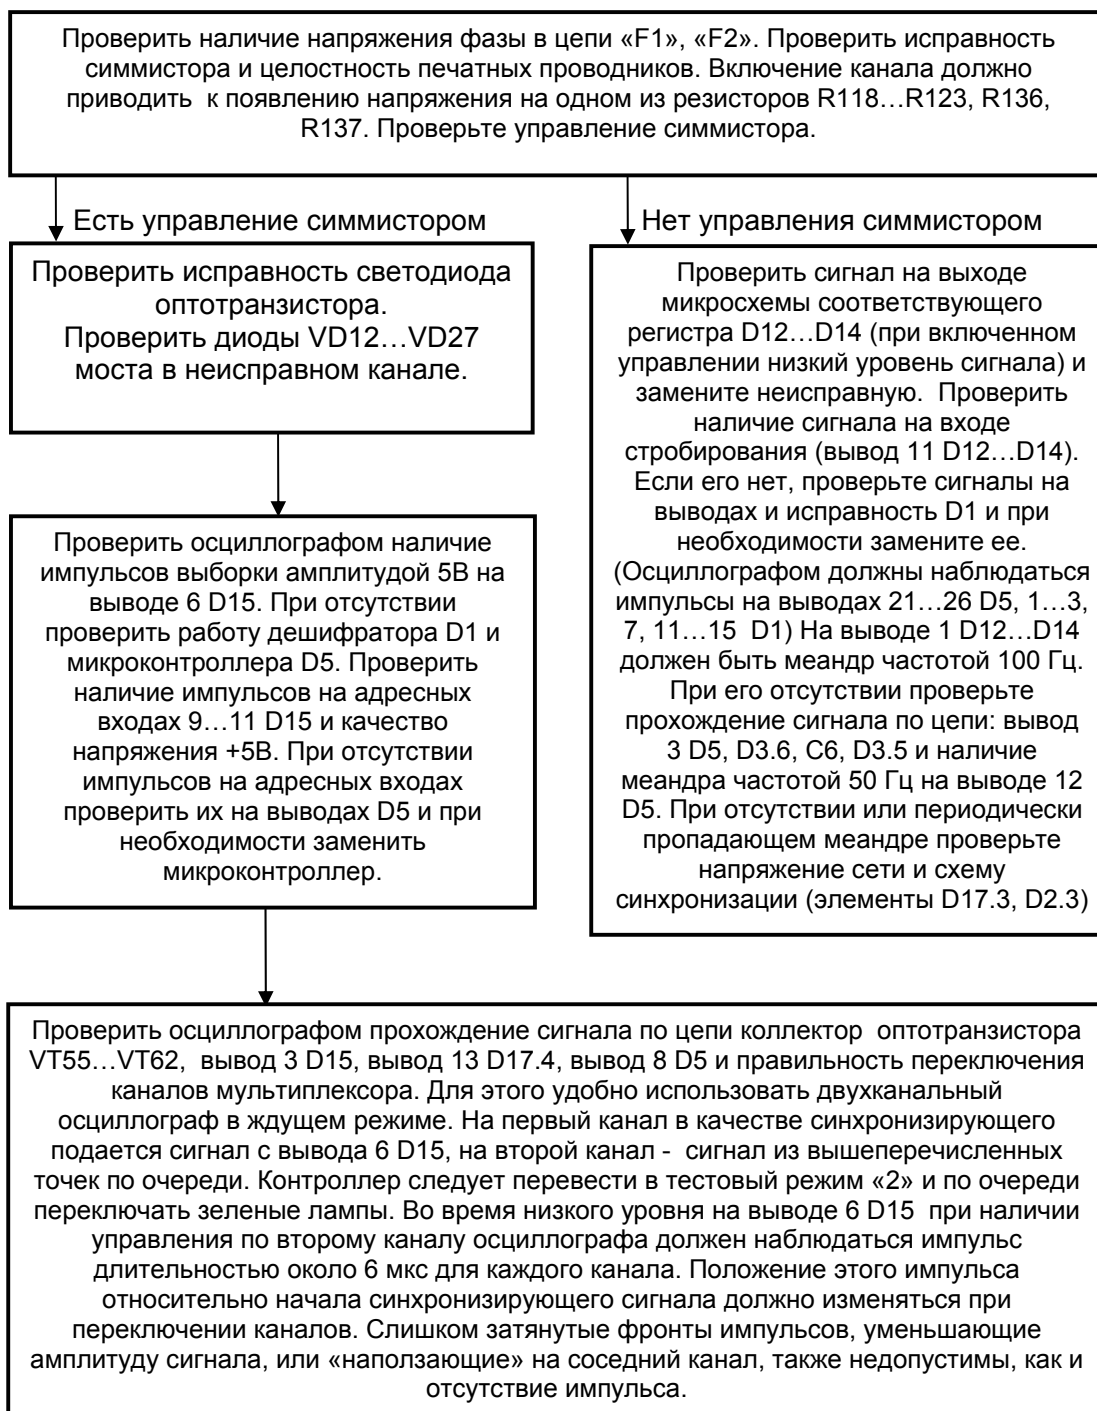 Проверить наличие напряжения фазы в цепи «F1», «F2». Проверить исправность
симмистора и целостность печатных проводников. Включение канала должно
приводить к появлению напряжения на одном из резисторов R118…R123, R136,
R137. Проверьте управление симмистора.
Есть управление симмистором
Проверить исправность светодиода
оптотранзистора.
Проверить диоды VD12…VD27
моста в неисправном канале.
Проверить осциллографом наличие
импульсов выборки амплитудой 5В на
выводе 6 D15. При отсутствии
проверить работу дешифратора D1 и
микроконтроллера D5. Проверить
наличие импульсов на адресных
входах 9…11 D15 и качество
напряжения +5В. При отсутствии
импульсов на адресных входах
проверить их на выводах D5 и при
необходимости заменить
микроконтроллер.
Нет управления симмистором
Проверить сигнал на выходе
микросхемы соответствующего
регистра D12…D14 (при включенном
управлении низкий уровень сигнала) и
замените неисправную. Проверить
наличие сигнала на входе
стробирования (вывод 11 D12…D14).
Если его нет, проверьте сигналы на
выводах и исправность D1 и при
необходимости замените ее.
(Осциллографом должны наблюдаться
импульсы на выводах 21…26 D5, 1…3,
7, 11…15 D1) На выводе 1 D12…D14
должен быть меандр частотой 100 Гц.
При его отсутствии проверьте
прохождение сигнала по цепи: вывод
3 D5, D3.6, C6, D3.5 и наличие
меандра частотой 50 Гц на выводе 12
D5. При отсутствии или периодически
пропадающем меандре проверьте
напряжение сети и схему
синхронизации (элементы D17.3, D2.3)
Проверить осциллографом прохождение сигнала по цепи коллектор оптотранзистора
VT55…VT62, вывод 3 D15, вывод 13 D17.4, вывод 8 D5 и правильность переключения
каналов мультиплексора. Для этого удобно использовать двухканальный
осциллограф в ждущем режиме. На первый канал в качестве синхронизирующего
подается сигнал с вывода 6 D15, на второй канал - сигнал из вышеперечисленных
точек по очереди. Контроллер следует перевести в тестовый режим «2» и по очереди
переключать зеленые лампы. Во время низкого уровня на выводе 6 D15 при наличии
управления по второму каналу осциллографа должен наблюдаться импульс
длительностью около 6 мкс для каждого канала. Положение этого импульса
относительно начала синхронизирующего сигнала должно изменяться при
переключении каналов. Слишком затянутые фронты импульсов, уменьшающие
амплитуду сигнала, или «наползающие» на соседний канал, также недопустимы, как и
отсутствие импульса.